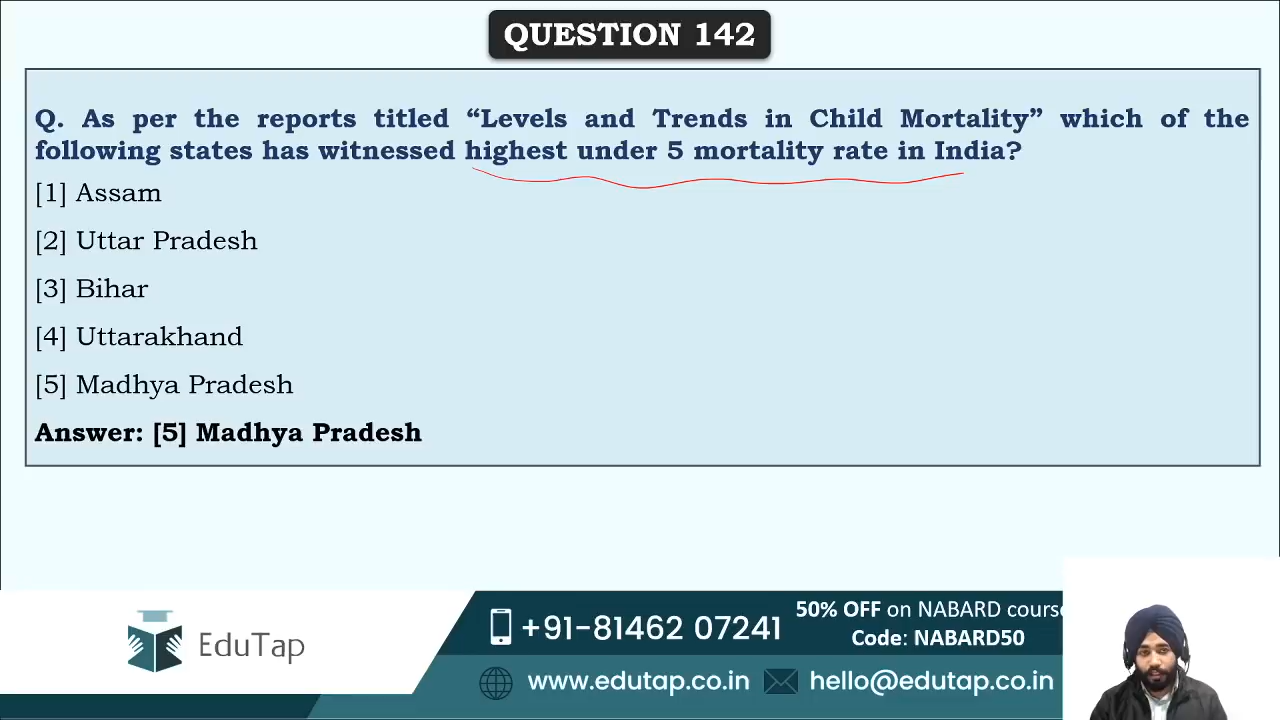 QUESTION 142
Q. As per the reports titled “Levels and Trends in Child Mortality” which of the
following states has witnessed highest under 5 mortality rate in India?
[1] Assam
[2] Uttar Pradesh
[3] Bihar
[4] Uttarakhand
[5] Madhya Pradesh
Answer: [5] Madhya Pradesh
EduTap
+91-81462 07241
50% OFF on NABARD course
Code: NABARD50
www.edutap.co.in
hello@edutap.co.in